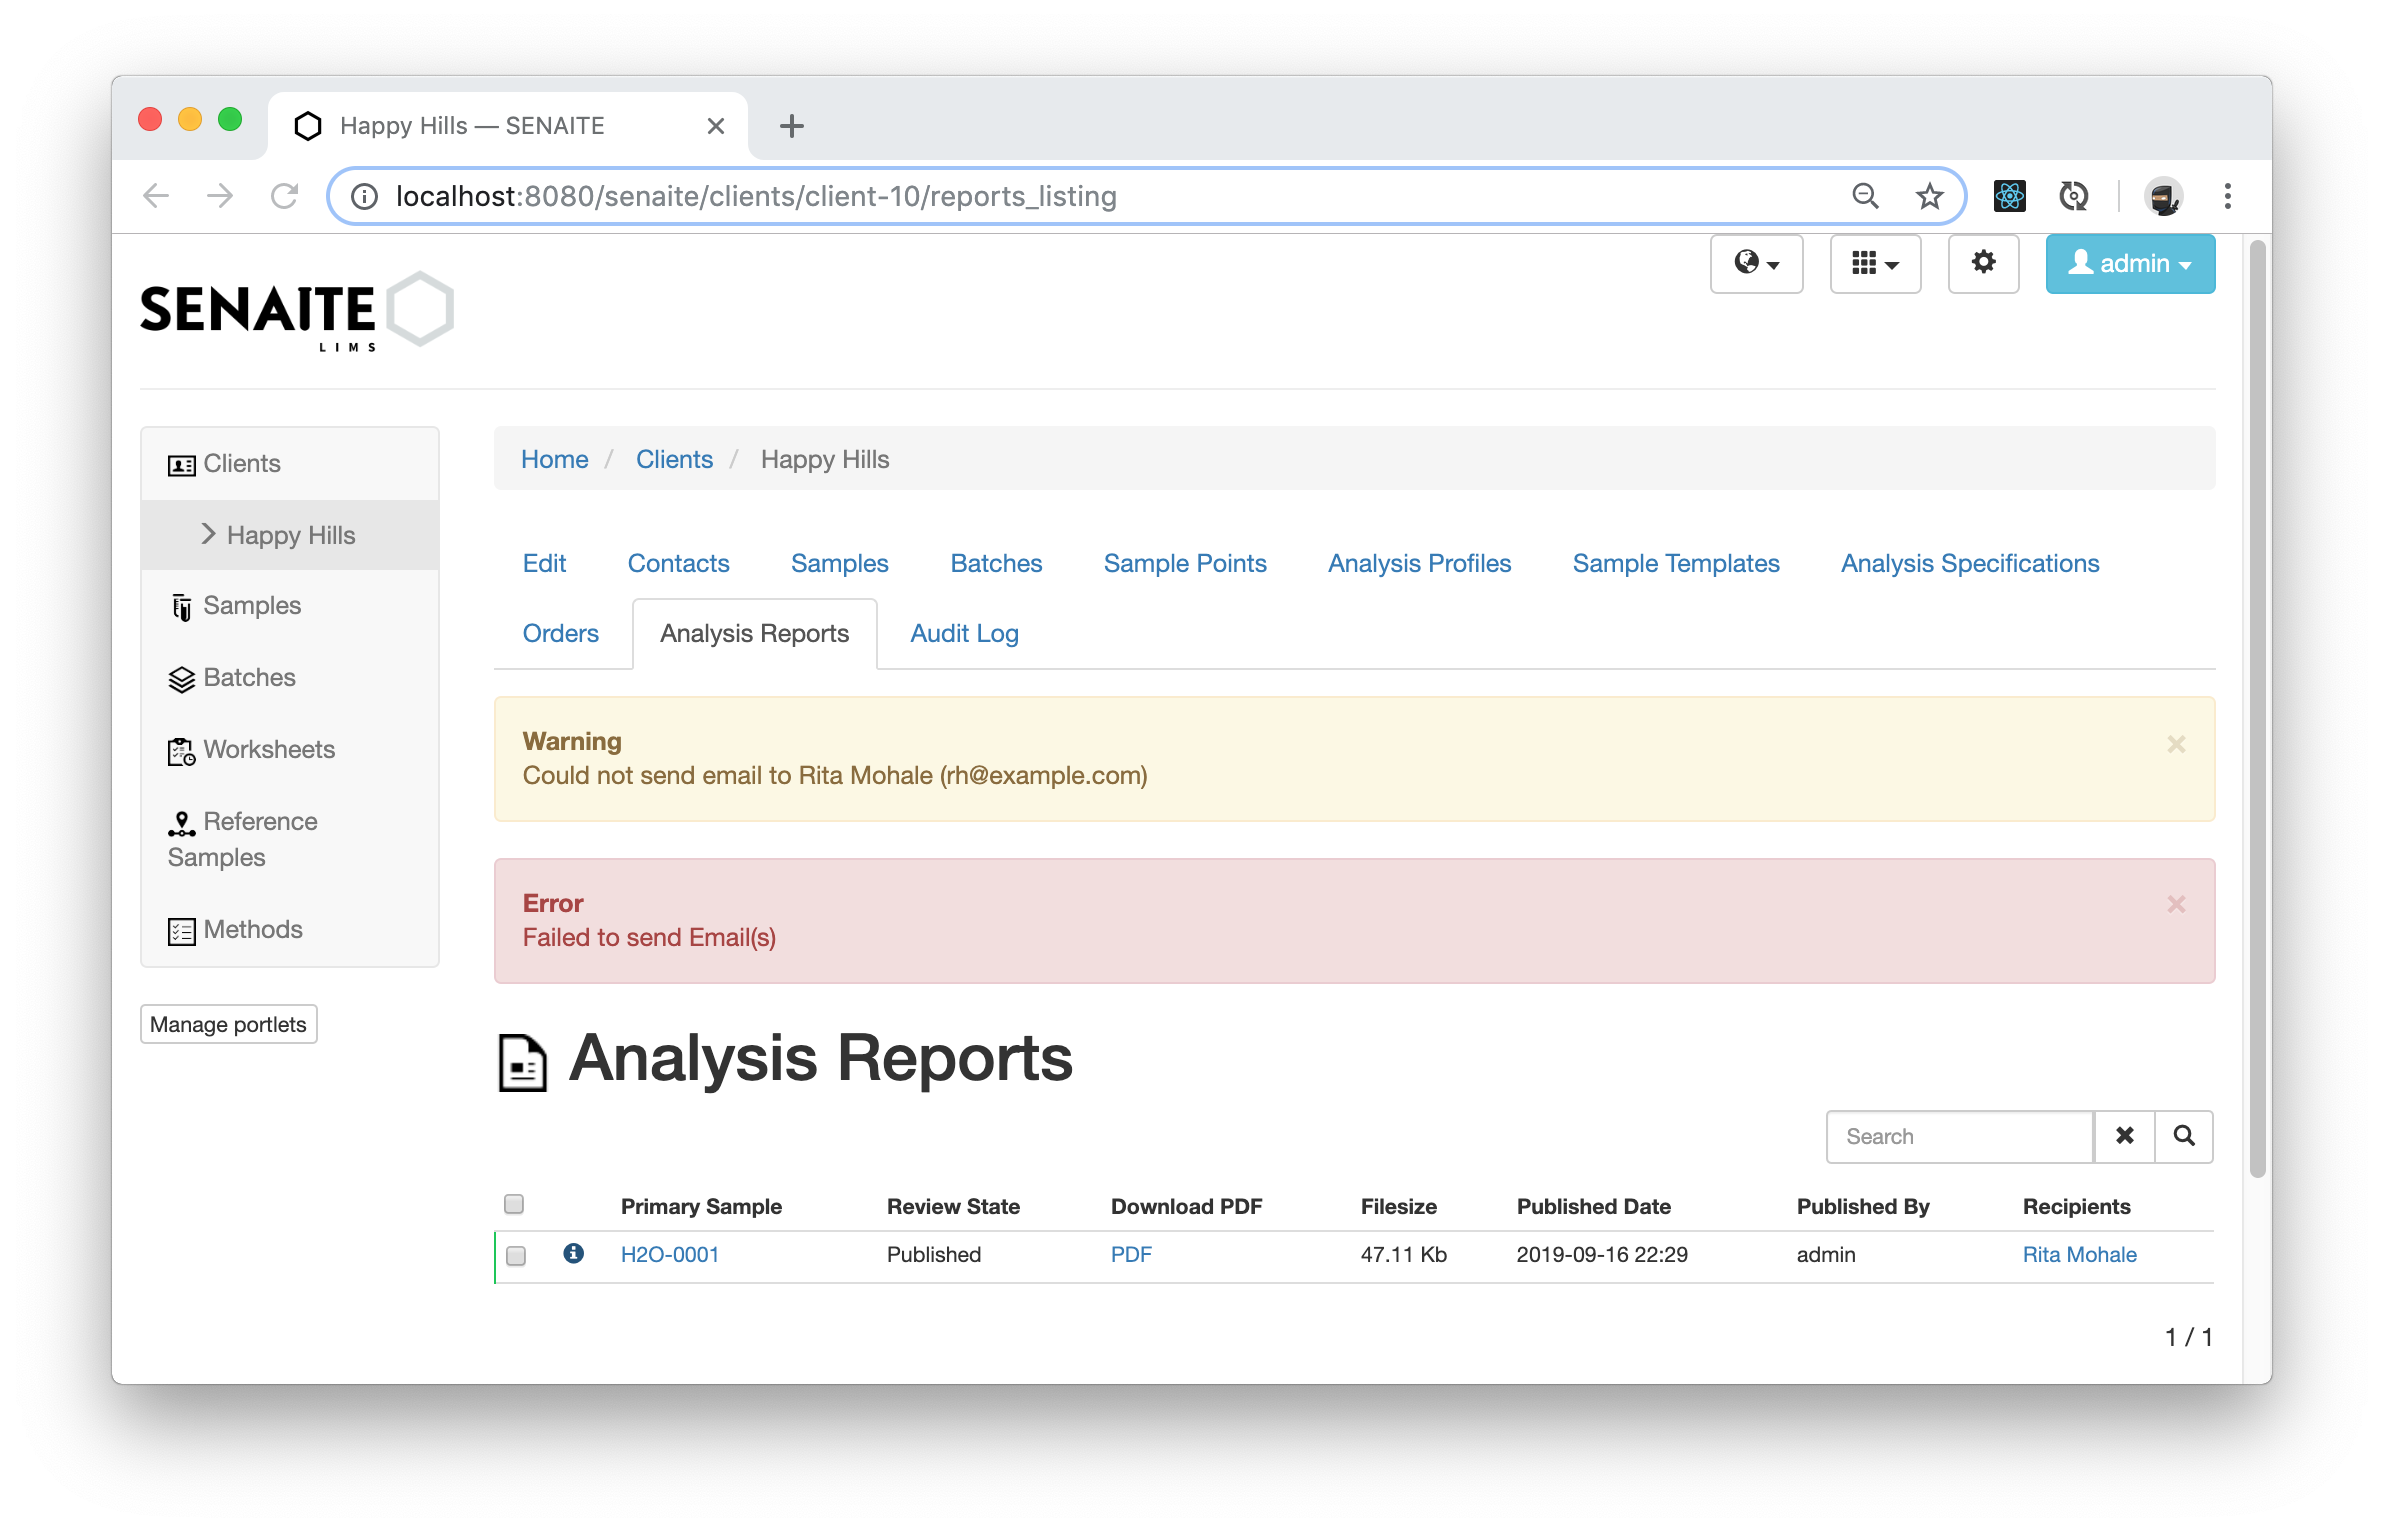 Happy Hills — SENAITE
localhost:8080/senaite/clients/client-10/reports_listing
admin
SENAITE
LIMS
Clients
Happy Hills
Samples
Batches
Worksheets
Reference
Samples
Methods
Manage portlets
Home / Clients / Happy Hills
Edit Contacts Samples Batches Sample Points Analysis Profiles Sample Templates Analysis Specifications
Orders Analysis Reports Audit Log
Warning
Could not send email to Rita Mohale (rh@example.com)
Error
Failed to send Email(s)
Analysis Reports
Search
Primary Sample Review State Download PDF Filesize Published Date Published By Recipients
H2O-0001 Published PDF 47.11 Kb 2019-09-16 22:29 admin Rita Mohale
1 / 1